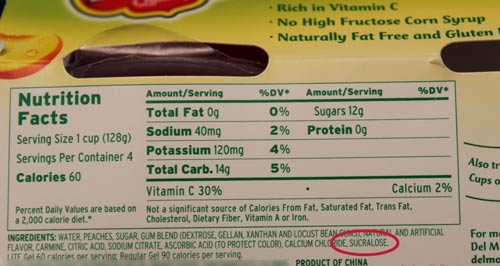 · Rich in Vitamin C
· No High Fructose Corn Syrup
· Naturally Fat Free and Gluten
Nutrition
Facts
Serving Size 1 cup (128g)
Servings Per Container 4
Calories 60
Percent Daily Values are based on
a 2,000 calorie diet.*
Amount/Serving %DV* Amount/Serving %DV*
Total Fat 0g 0% Sugars 12g
Sodium 40mg 2% Protein 0g
Potassium 120mg 4%
Total Carb. 14g 5%
Vitamin C 30% • Calcium 2%
Not a significant source of Calories From Fat, Saturated Fat, Trans Fat,
Cholesterol, Dietary Fiber, Vitamin A or Iron.
INGREDIENTS: WATER, PEACHES, SUGAR, GUM BLEND (DEXTROSE, GELLAN, XANTHAN AND LOCUST BEAN GUMS), NATURAL AND ARTIFICIAL
FLAVOR, CARMINE, CITRIC ACID, SODIUM CITRATE, ASCORBIC ACID (TO PROTECT COLOR), CALCIUM CHLORIDE, SUCRALOSE.
LITE Gel 60 calories per serving: Regular Gel 90 calories per serving.
PRODUCT OF CHINA
Also tr
Cups o
For mo